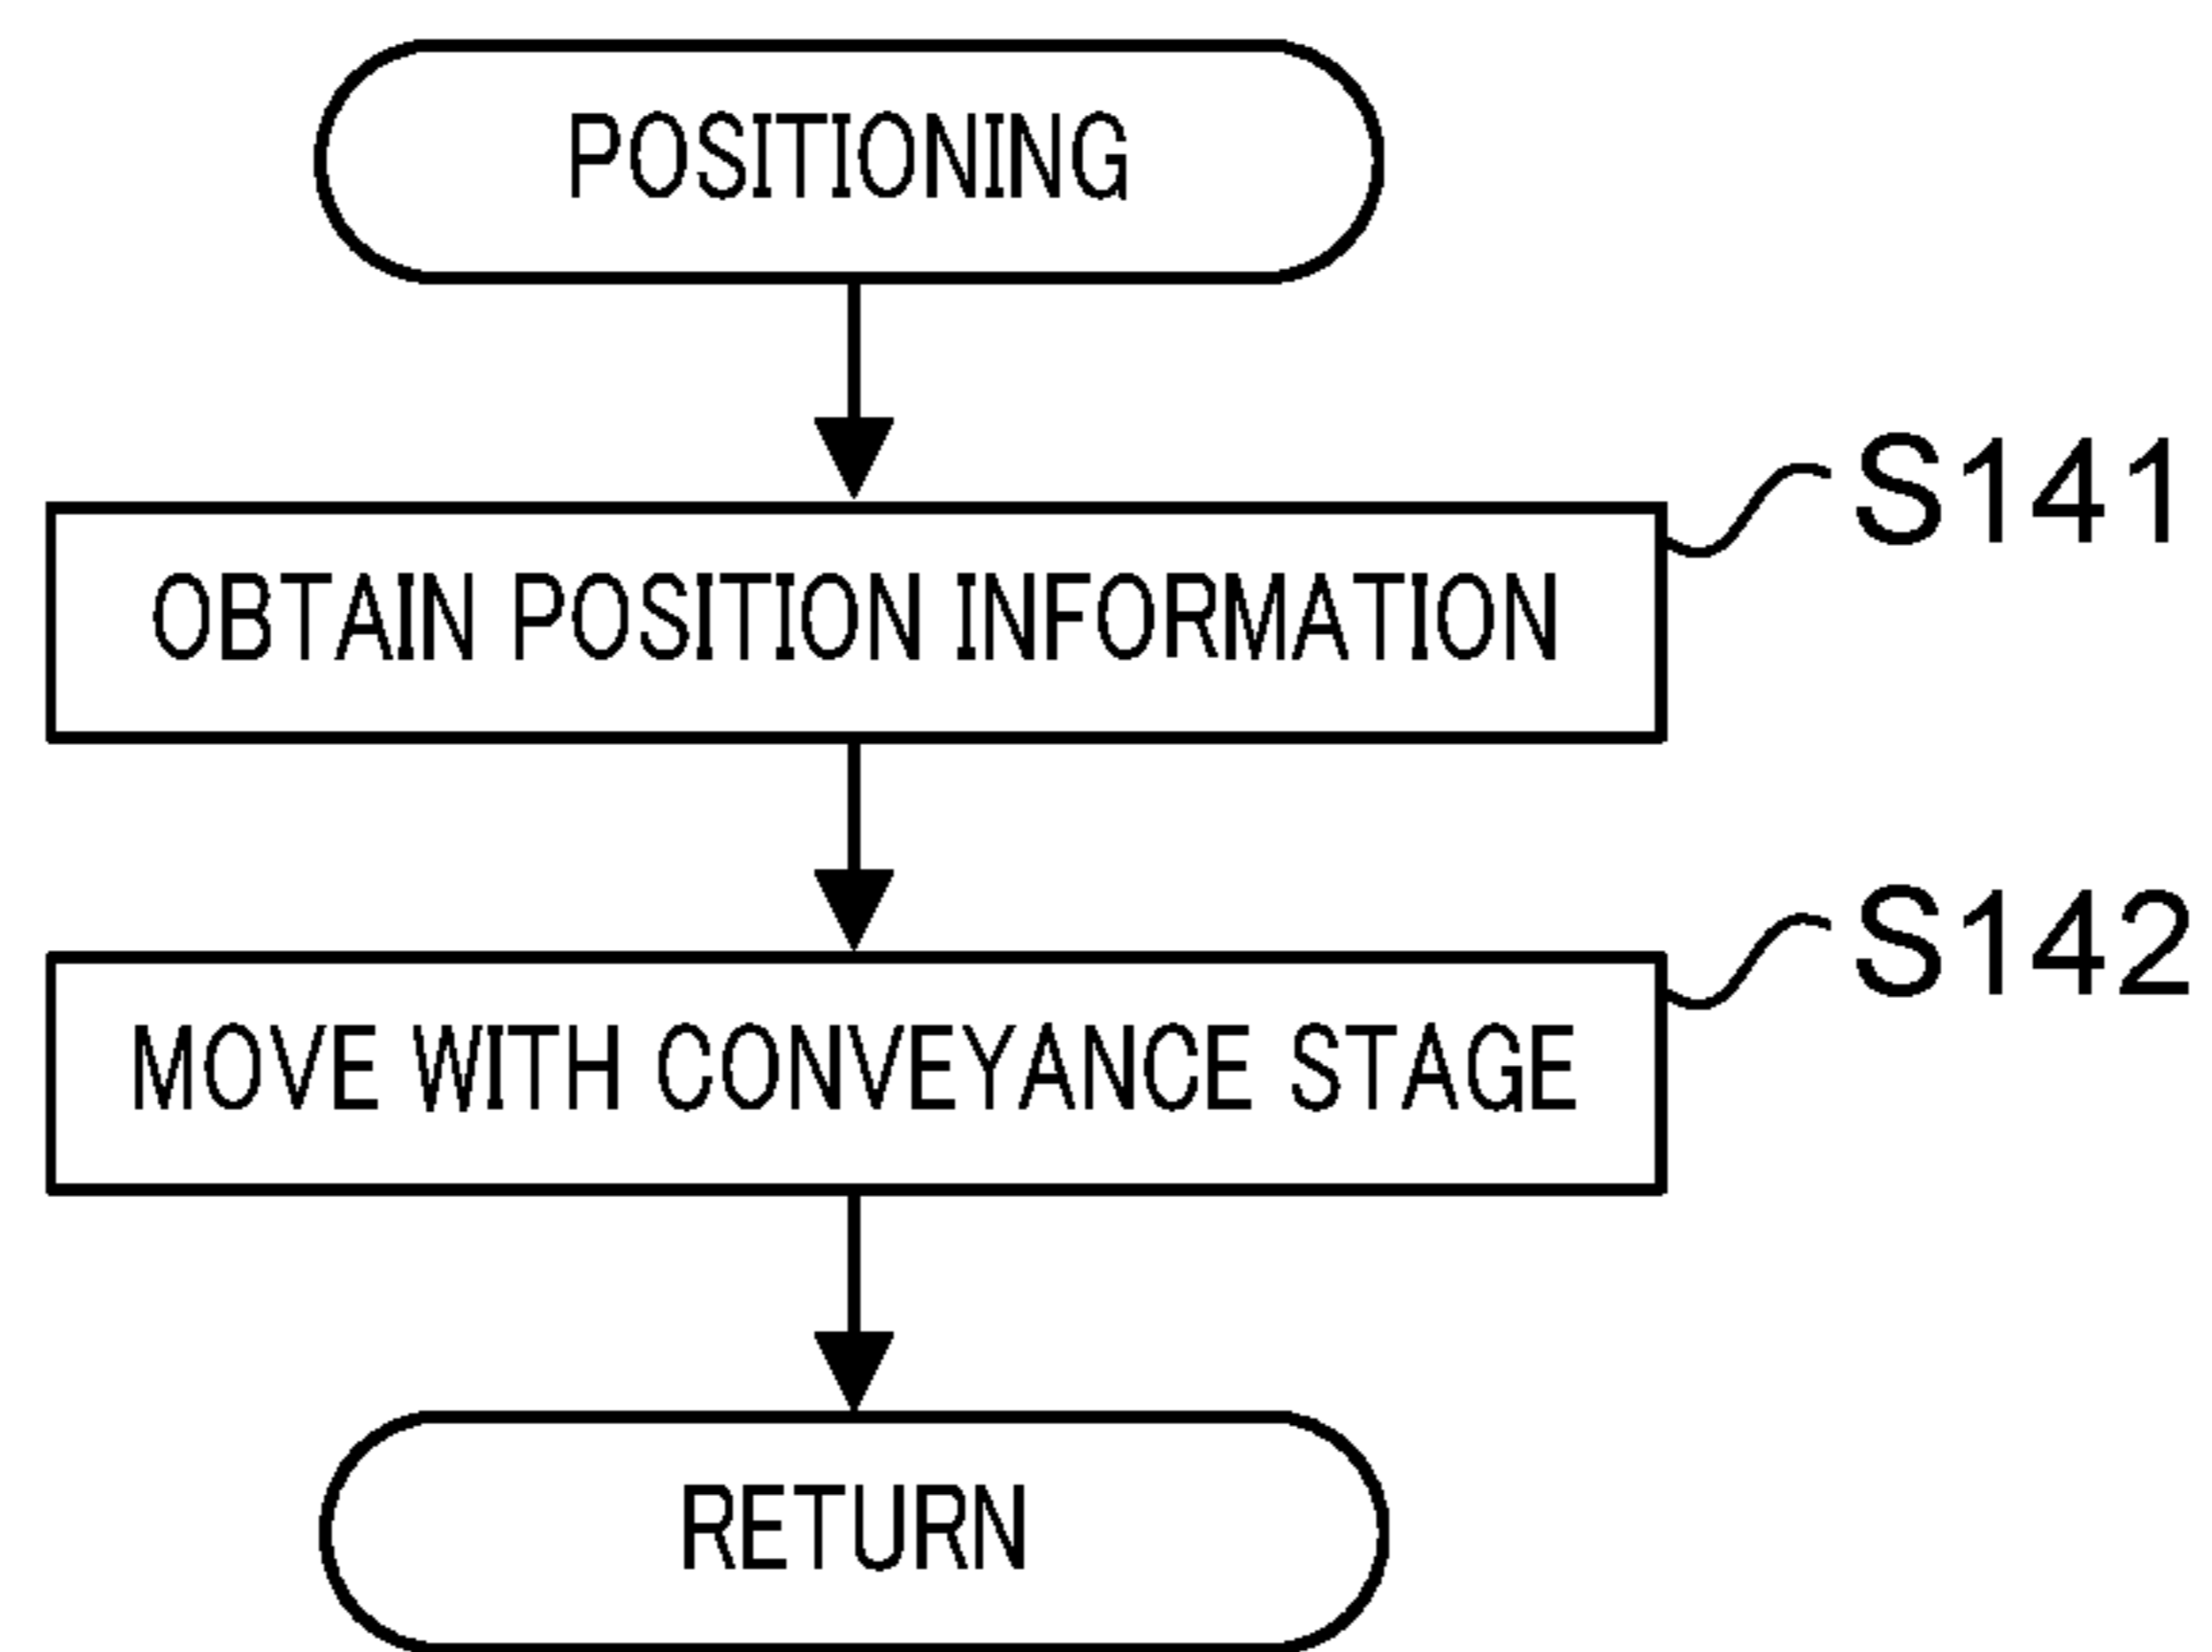 POSITIONING
S141
OBTAIN POSITION INFORMATION
S142
MOVE WITH CONVEYANCE STAGE
RETURN